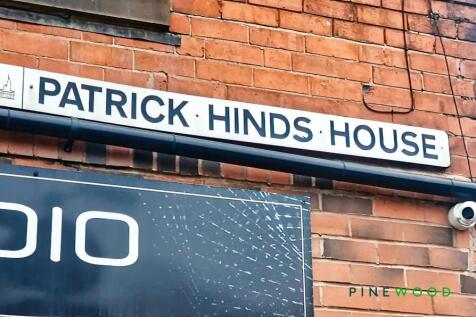 PATRICK · HINDS · HOUSE
DIO
PINEWOOD